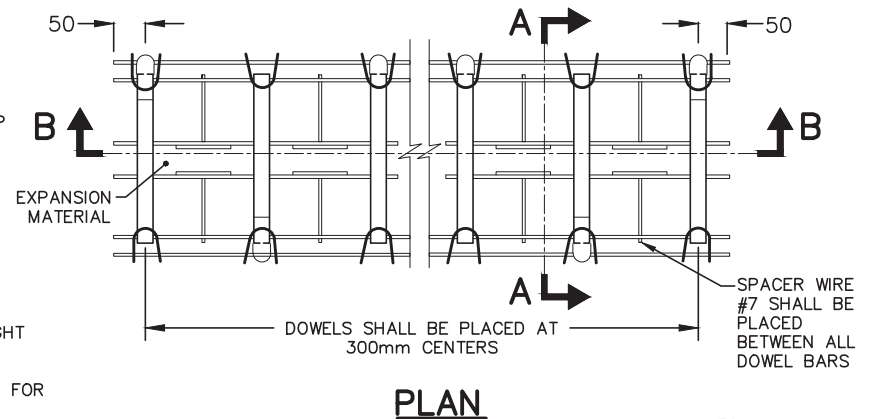 50
A
50
B
B
EXPANSION
MATERIAL
A
SPACER WIRE
#7 SHALL BE
PLACED
BETWEEN ALL
DOWEL BARS
DOWELS SHALL BE PLACED AT
300mm CENTERS
FOR
PLAN